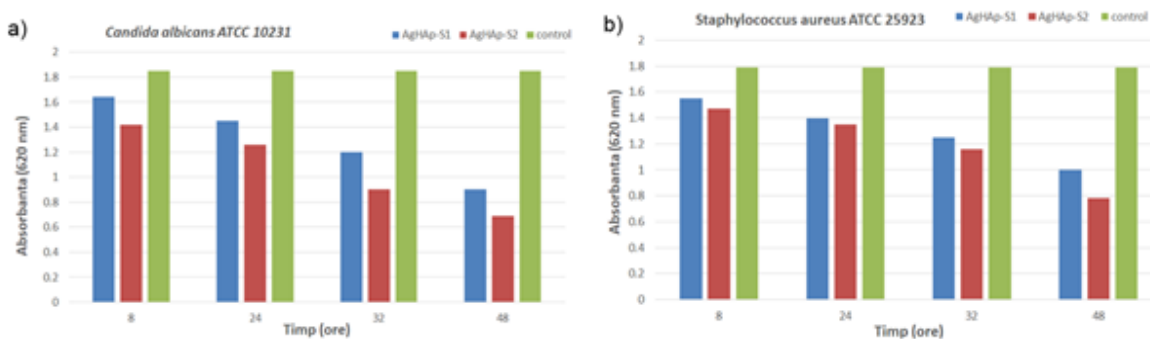 a)
Candida albicans ATCC 10231
AgHAp-S1 AgHAp-S2 control
2
1.8
1.6
1.4
1.2
1
0.8
0.6
0.4
0.2
0
Absorbanta (620 nm)
8 24 32 48
Timp (ore)
b)
Staphylococcus aureus ATCC 25923
AgHAp-S1 AgHAp-S2 control
2
1.8
1.6
1.4
1.2
1
0.8
0.6
0.4
0.2
0
Absorbanta (620 nm)
8 24 32 48
Timp (ore)